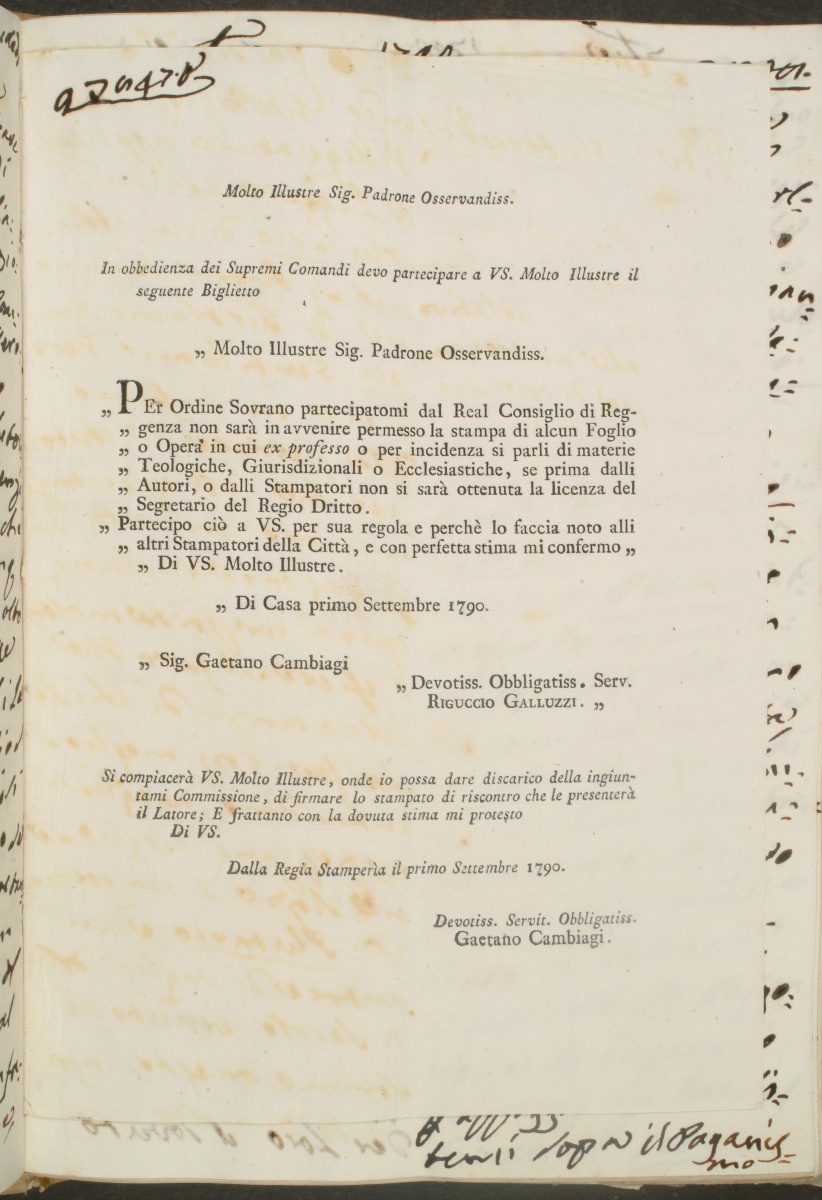 Molto Illustre Sig. Padrone Osservandiss.
In obbedienza dei Supremi Comandi devo partecipare a VS. Molto Illustre il
seguente Biglietto
„ Molto Illustre Sig. Padrone Osservandiss.
„ PEr Ordine Sovrano partecipatomi dal Real Consiglio di Reg-
„ genza non sarà in avvenire permesso la stampa di alcun Foglio
„ o Opera in cui ex professo o per incidenza si parli di materie
„ Teologiche, Giurisdizionali o Ecclesiastiche, se prima dalli
„ Autori, o dalli Stampatori non si sarà ottenuta la licenza del
„ Segretario del Regio Dritto.
„ Partecipo ciò a VS. per sua regola e perchè lo faccia noto alli
„ altri Stampatori della Città, e con perfetta stima mi confermo „
„ Di VS. Molto Illustre.
„ Di Casa primo Settembre 1790.
„ Sig. Gaetano Cambiagi
„ Devotiss. Obbligatiss. Serv.
RIGUCCIO GALLUZZI. „
Si compiacerà VS. Molto Illustre, onde io possa dare discarico della ingiun-
tami Commissione, di firmare lo stampato di riscontro che le presenterà
il Latore; E frattanto con la dovuta stima mi protesto
Di VS.
Dalla Regia Stamperìa il primo Settembre 1790.
Devotiss. Servit. Obbligatiss.
Gaetano Cambiagi.
sopra il Paganis-
mo